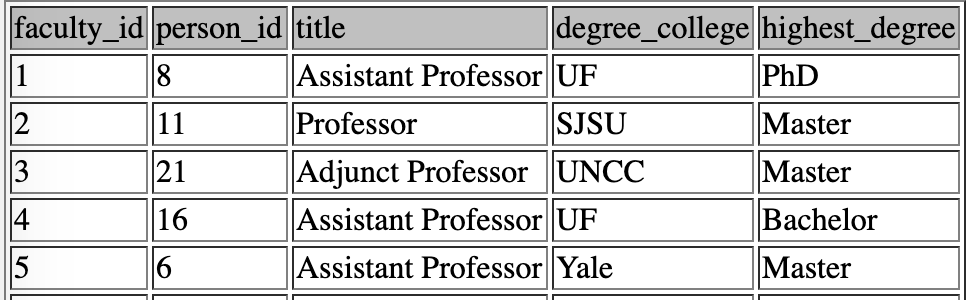 faculty_id person_id title degree_college highest_degree
1 8 Assistant Professor UF PhD
2 11 Professor SJSU Master
3 21 Adjunct Professor UNCC Master
4 16 Assistant Professor UF Bachelor
5 6 Assistant Professor Yale Master